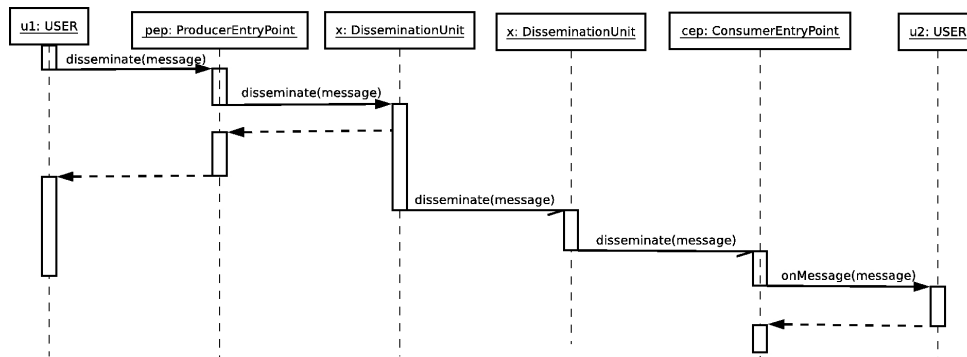 u1: USER
pep: ProducerEntryPoint
x: DisseminationUnit
x: DisseminationUnit
cep: ConsumerEntryPoint
u2: USER
disseminate(message)
disseminate(message)
disseminate(message)
disseminate(message)
onMessage(message)